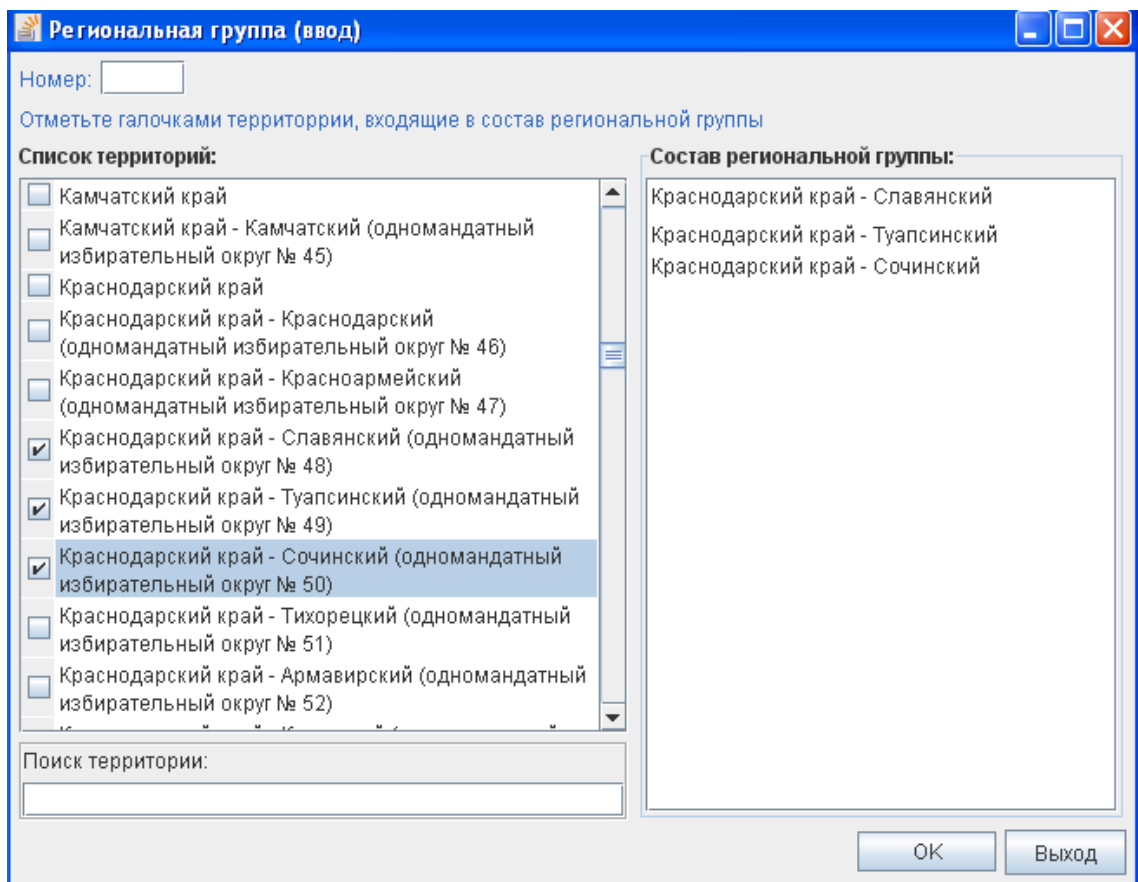 Региональная группа (ввод)
Номер:
Отметьте галочками территоррии, входящие в состав региональной группы
Список территорий:
Камчатский край
Камчатский край - Камчатский (одномандатный
избирательный округ № 45)
Краснодарский край
Краснодарский край - Краснодарский
(одномандатный избирательный округ № 46)
Краснодарский край - Красноармейский
(одномандатный избирательный округ № 47)
Краснодарский край - Славянский (одномандатный
избирательный округ № 48)
Краснодарский край - Туапсинский (одномандатный
избирательный округ № 49)
Краснодарский край - Сочинский (одномандатный
избирательный округ № 50)
Краснодарский край - Тихорецкий (одномандатный
избирательный округ № 51)
Краснодарский край - Армавирский (одномандатный
избирательный округ № 52)
Поиск территории:
Состав региональной группы:
Краснодарский край - Славянский
Краснодарский край - Туапсинский
Краснодарский край - Сочинский
OK
Выход